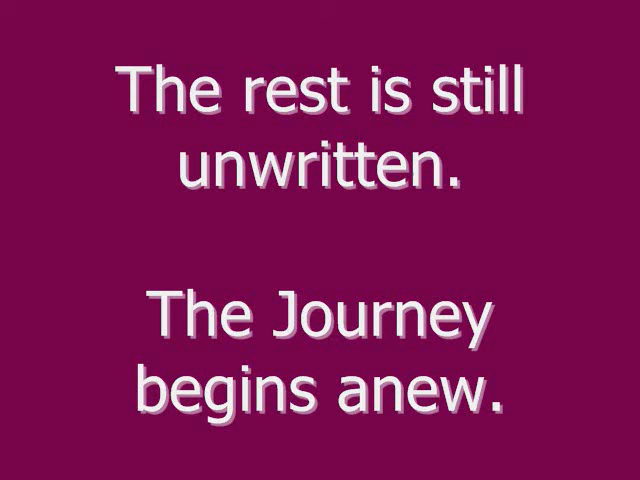 The rest is still
unwritten.
The Journey
begins anew.